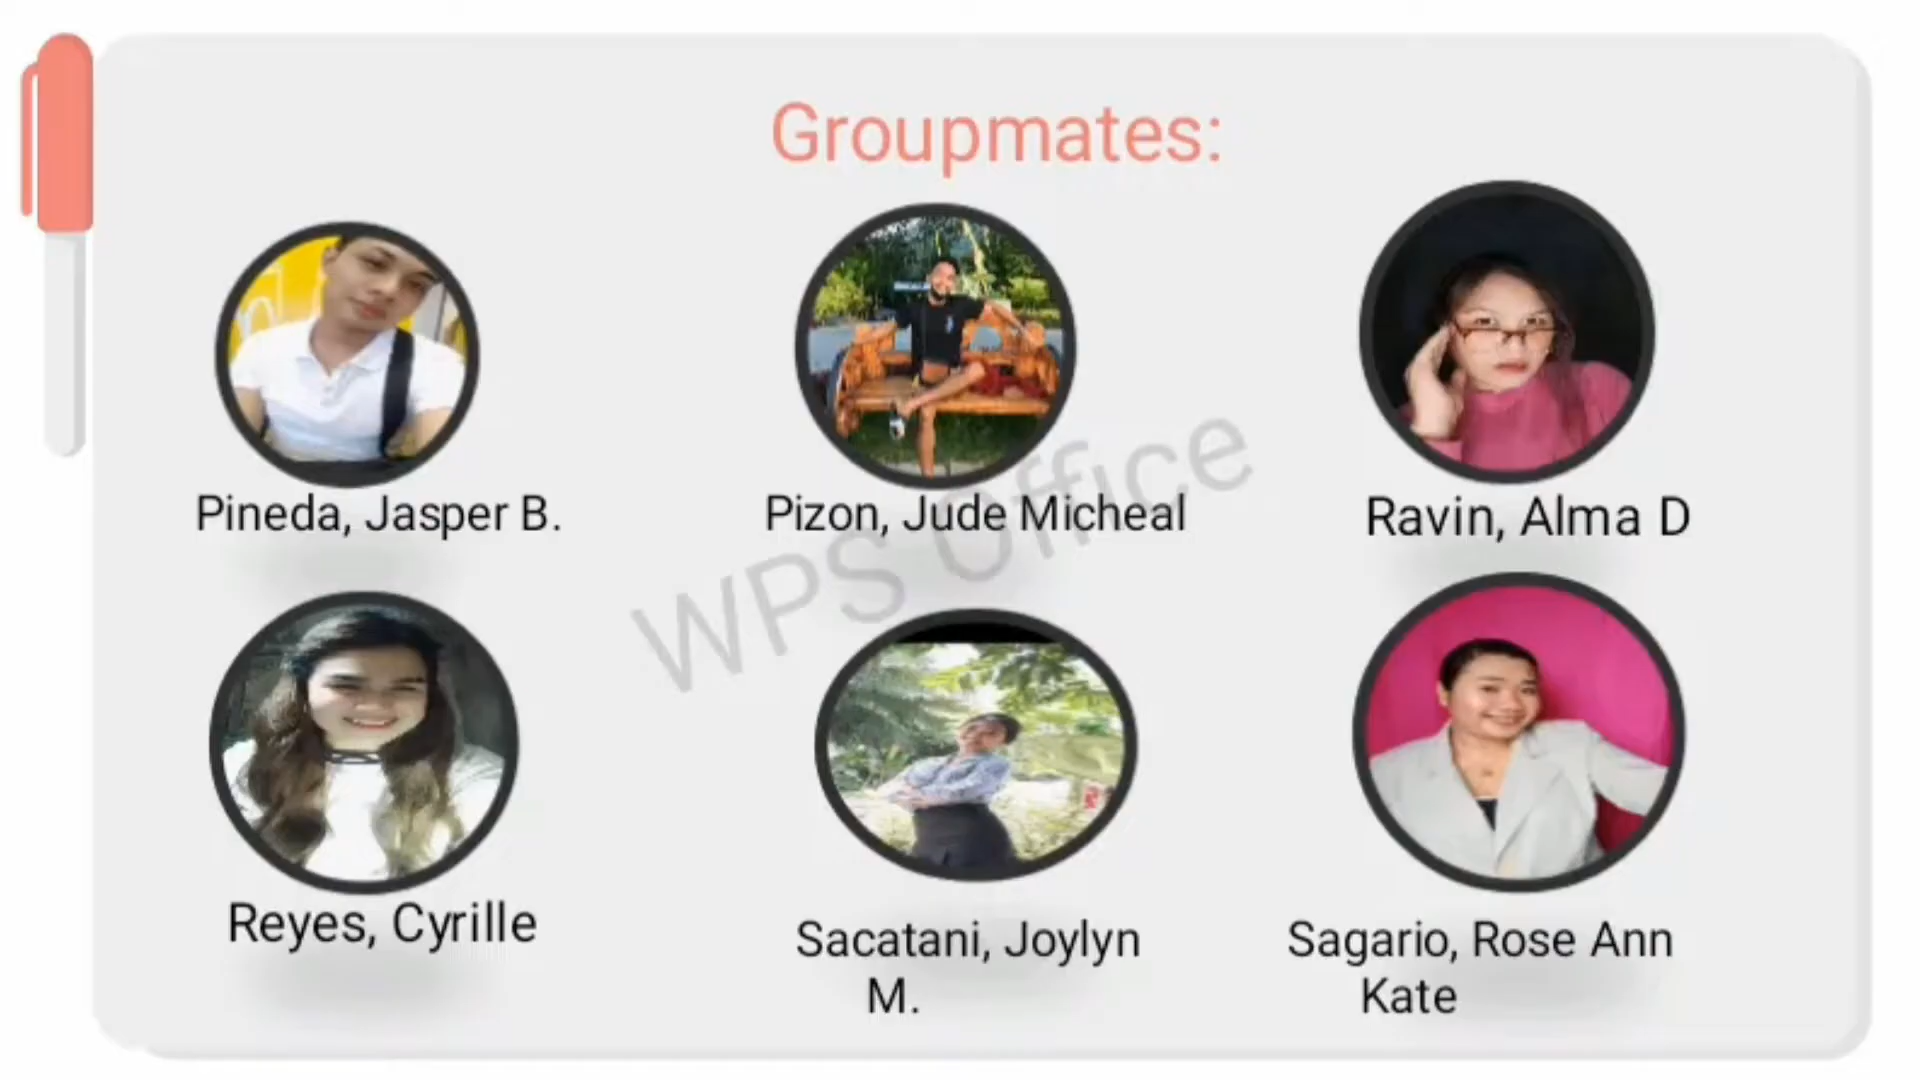 Groupmates:
Pineda, Jasper B.
Pizon, Jude Micheal
Ravin, Alma D
WPS Office
Reyes, Cyrille
Sacatani, Joylyn
M.
Sagario, Rose Ann
Kate